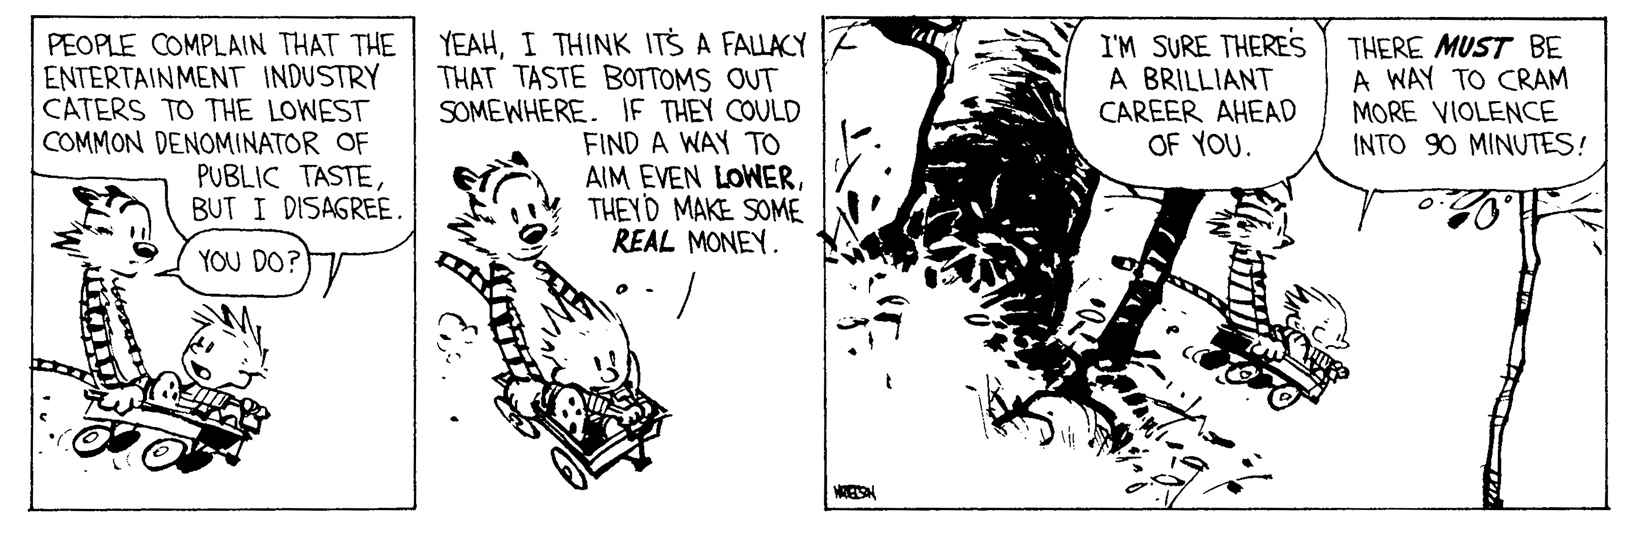 PEOPLE COMPLAIN THAT THE
ENTERTAINMENT INDUSTRY
CATERS TO THE LOWEST
COMMON DENOMINATOR OF
PUBLIC TASTE,
BUT I DISAGREE.
YOU DO?
YEAH, I THINK IT'S A FALLACY
THAT TASTE BOTTOMS OUT
SOMEWHERE. IF THEY COULD
FIND A WAY TO
AIM EVEN LOWER,
THEY'D MAKE SOME
REAL MONEY.
I'M SURE THERE'S
A BRILLIANT
CAREER AHEAD
OF YOU.
THERE MUST BE
A WAY TO CRAM
MORE VIOLENCE
INTO 90 MINUTES!
WATTERSON